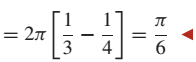 = 2π [1/3 − 1/4] = π/6